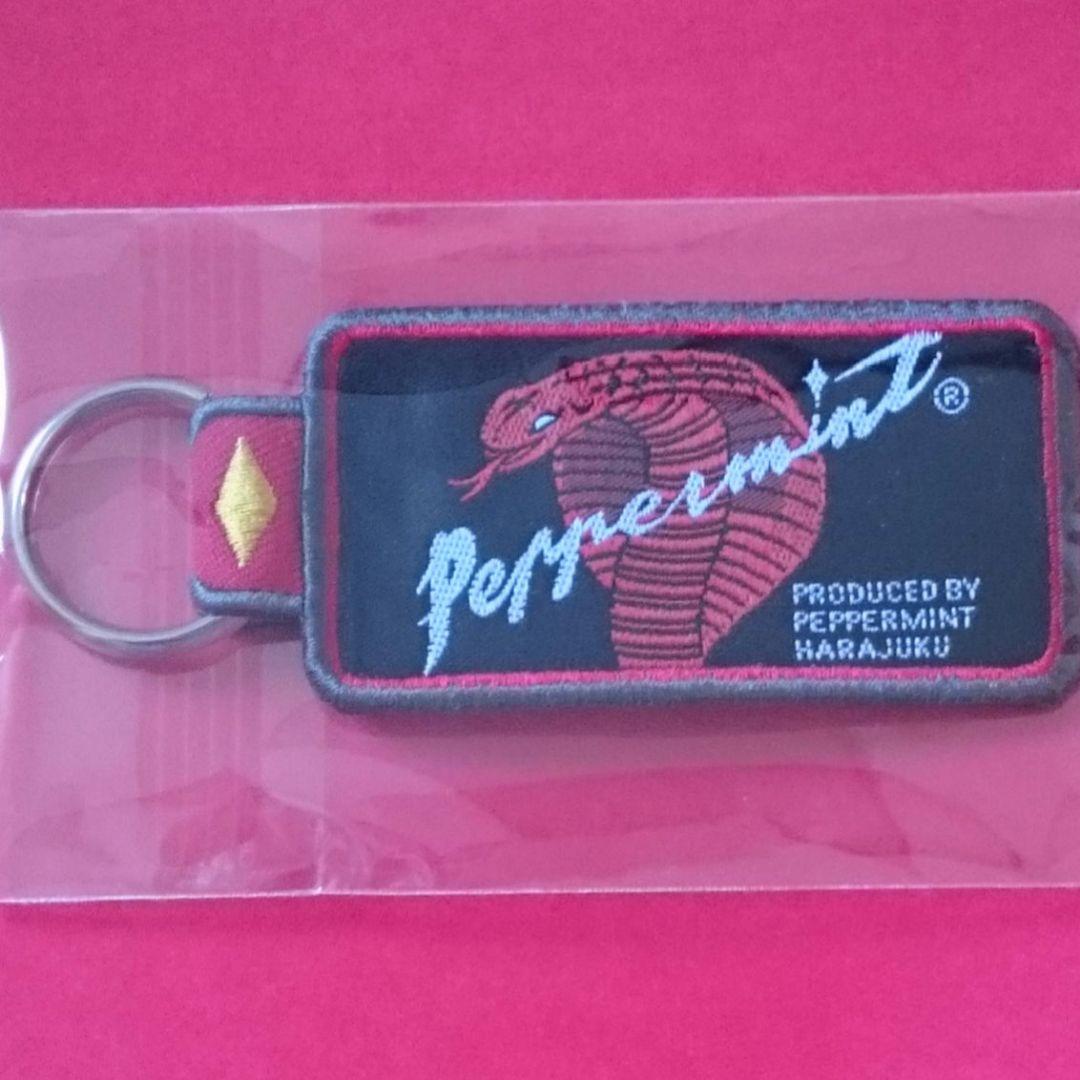 Peppermint®
PRODUCED BY
PEPPERMINT
HARAJUKU